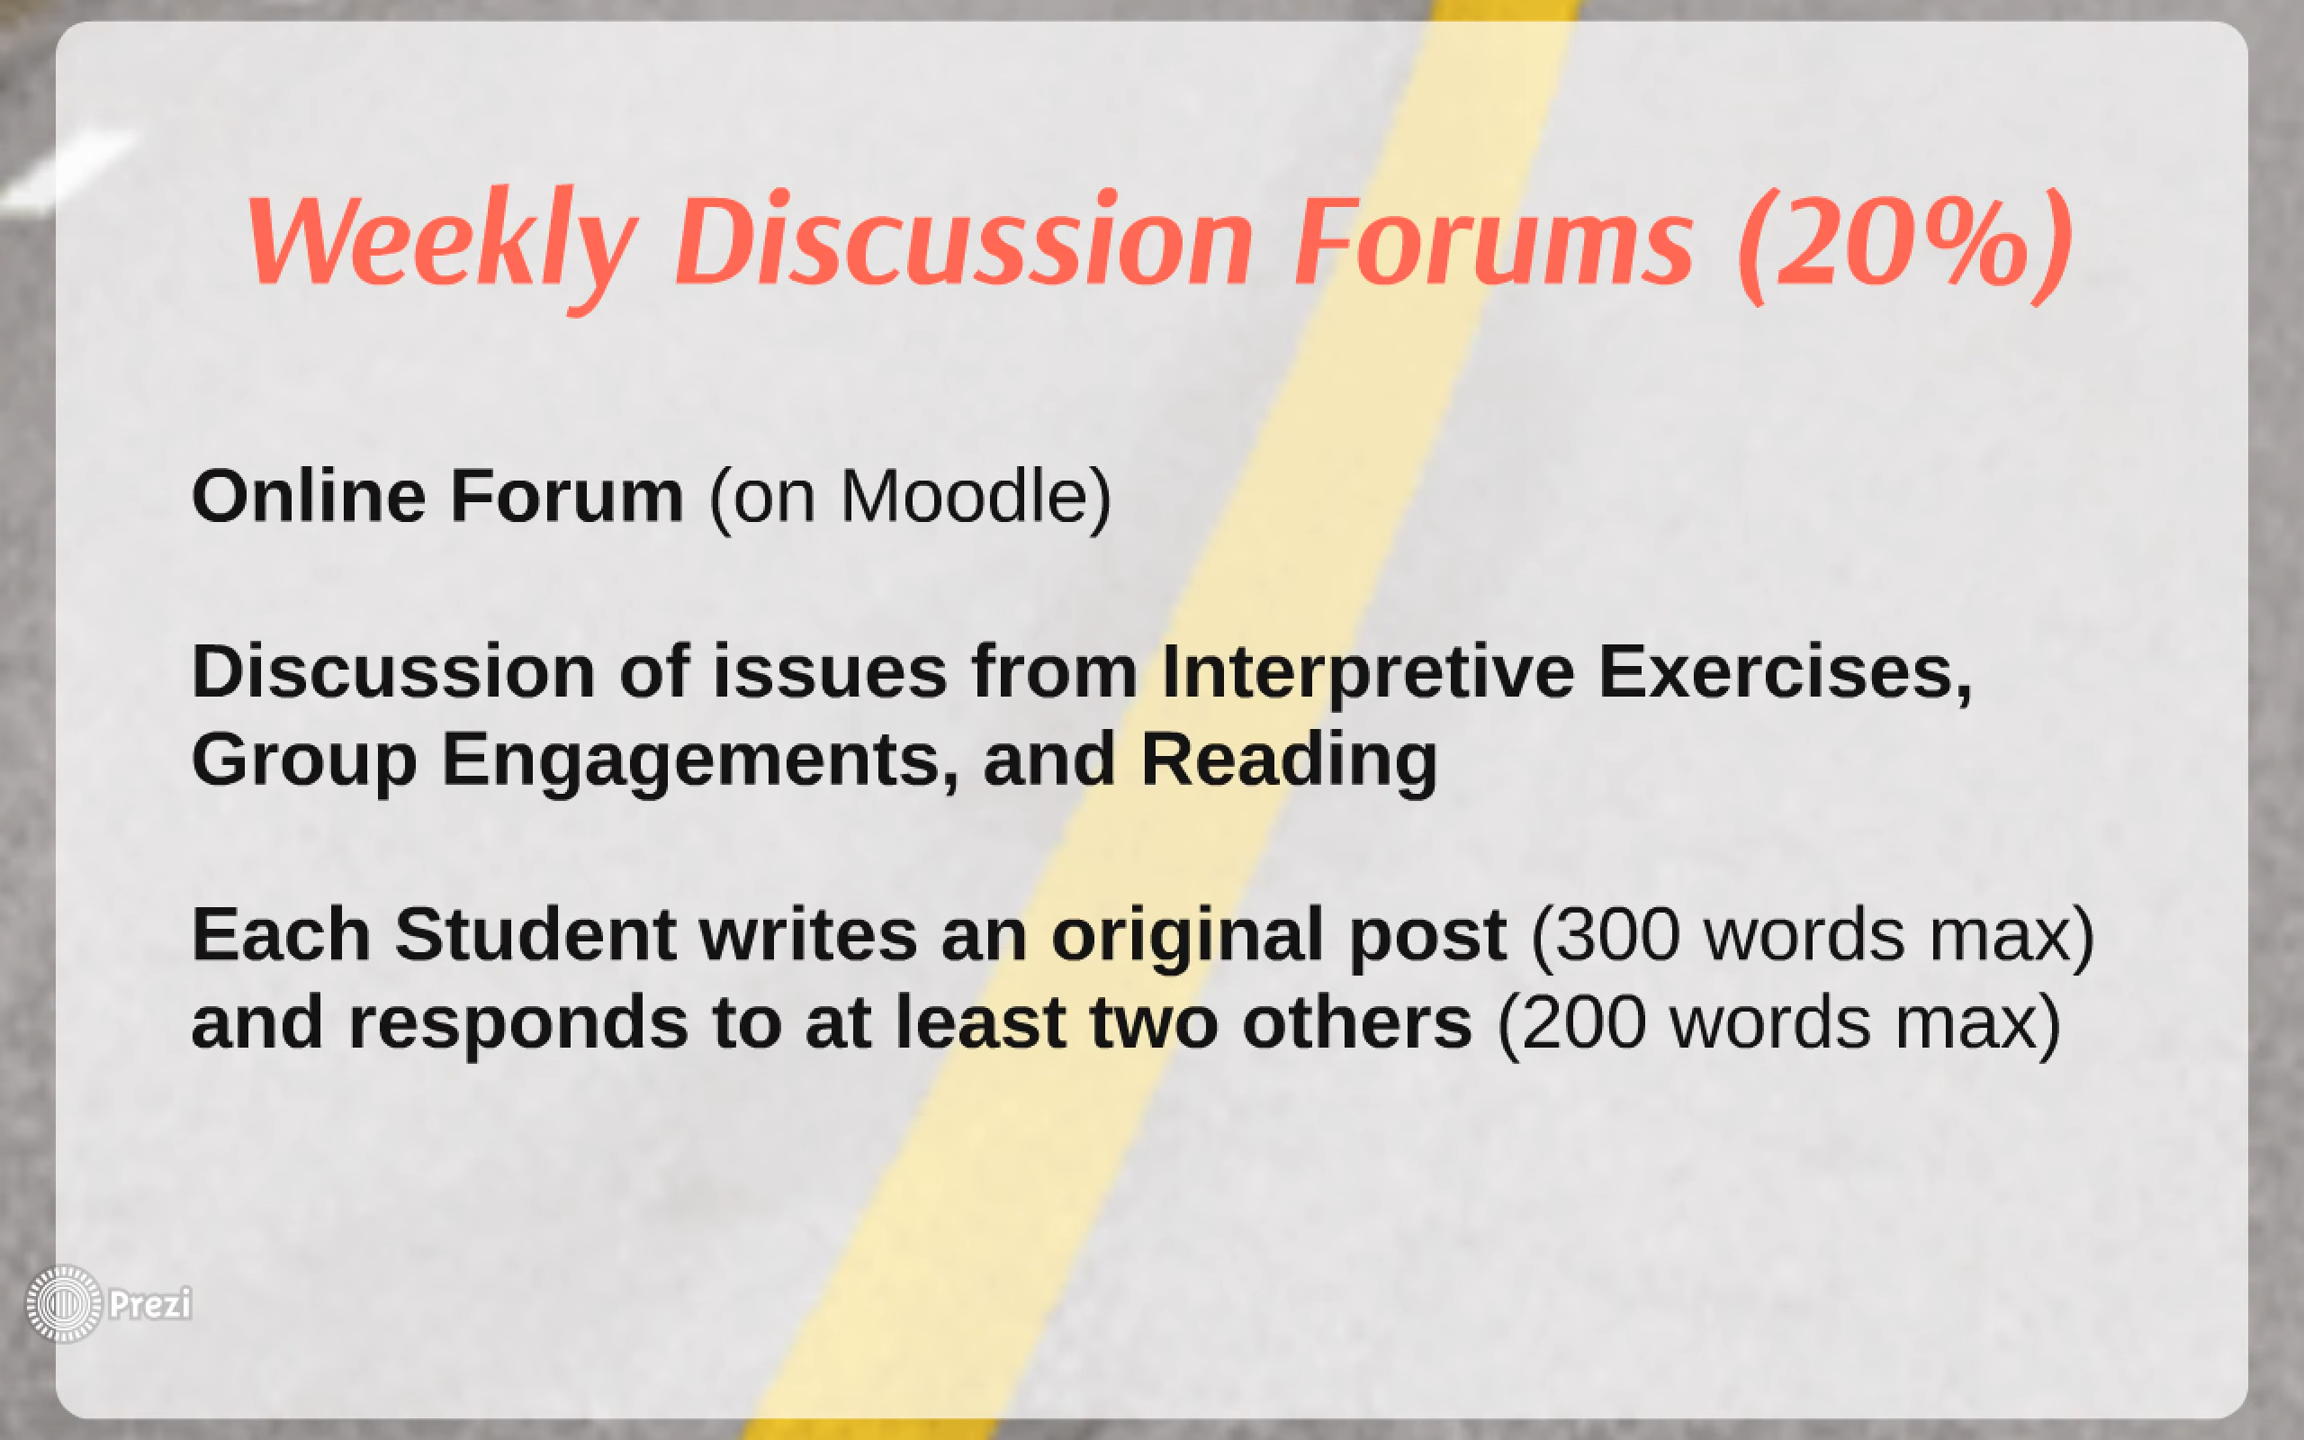 Weekly Discussion Forums (20%)
Online Forum (on Moodle)
Discussion of issues from Interpretive Exercises,
Group Engagements, and Reading
Each Student writes an original post (300 words max)
and responds to at least two others (200 words max)
Prezi